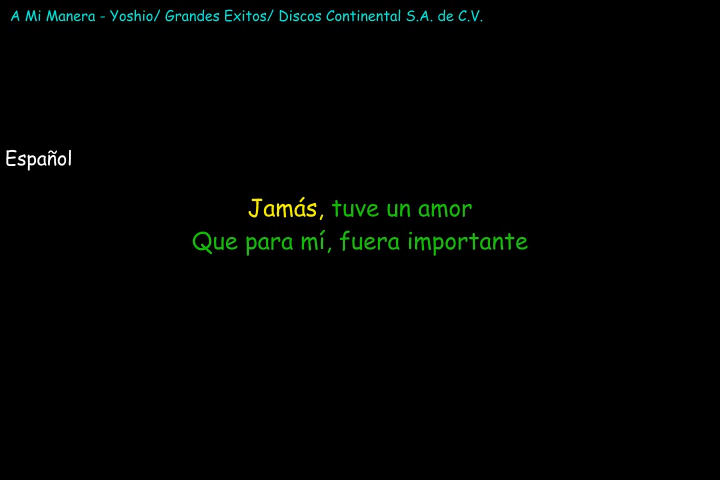 A Mi Manera - Yoshio/ Grandes Exitos/ Discos Continental S.A. de C.V.
Español
Jamás, tuve un amor
Que para mí, fuera importante